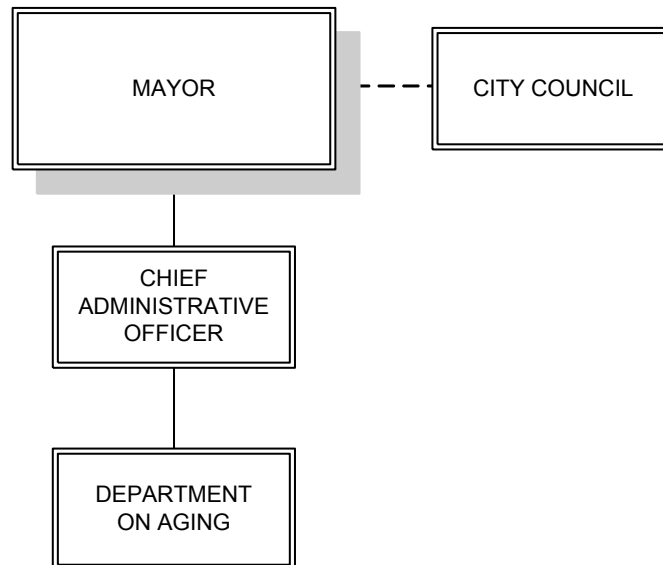 MAYOR
CITY COUNCIL
CHIEF
ADMINISTRATIVE
OFFICER
DEPARTMENT
ON AGING